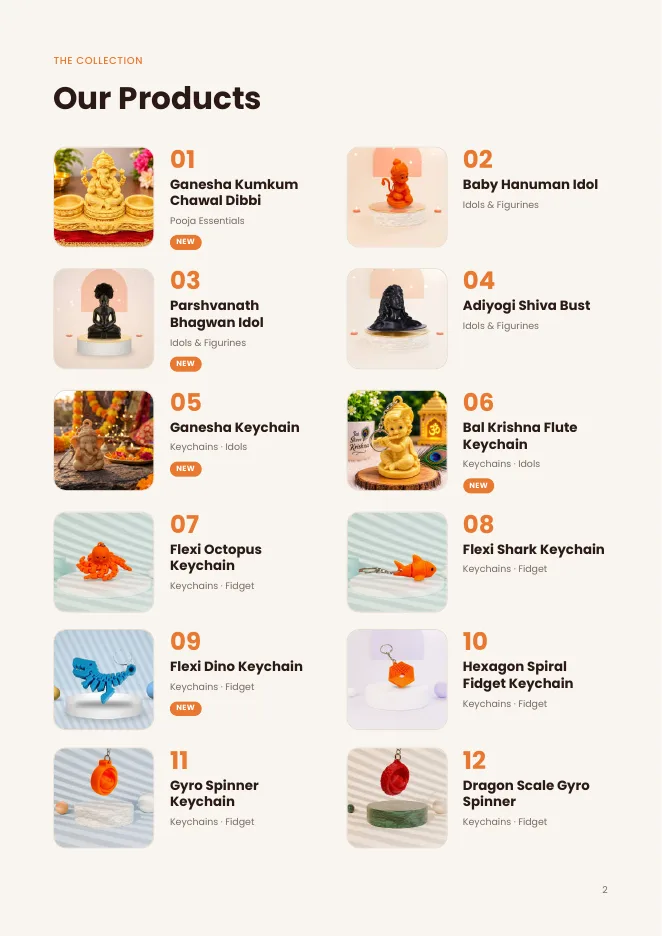 THE COLLECTION
Our Products
01
Ganesha Kumkum
Chawal Dibbi
Pooja Essentials
NEW
02
Baby Hanuman Idol
Idols & Figurines
03
Parshvanath
Bhagwan Idol
Idols & Figurines
NEW
04
Adiyogi Shiva Bust
Idols & Figurines
05
Ganesha Keychain
Keychains · Idols
NEW
06
Bal Krishna Flute
Keychain
Keychains · Idols
NEW
07
Flexi Octopus
Keychain
Keychains · Fidget
08
Flexi Shark Keychain
Keychains · Fidget
09
Flexi Dino Keychain
Keychains · Fidget
NEW
10
Hexagon Spiral
Fidget Keychain
Keychains · Fidget
11
Gyro Spinner
Keychain
Keychains · Fidget
12
Dragon Scale Gyro
Spinner
Keychains · Fidget
2